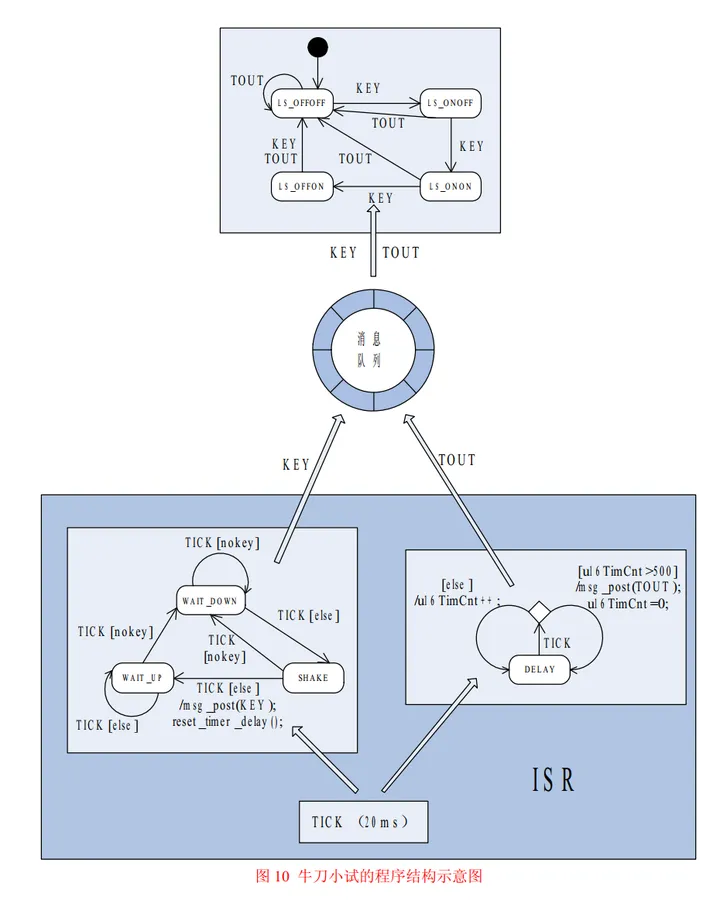 TOUT
LS_OFFOFF
KEY
LS_ONOFF
TOUT
KEY
TOUT
TOUT
KEY
LS_OFFON
KEY
LS_ONON
KEY TOUT
消息
队列
KEY
TOUT
TICK [nokey]
WAIT_DOWN
TICK [else]
TICK [nokey]
TICK
[nokey]
WAIT_UP
SHAKE
TICK [else]
/msg_post(KEY);
reset_timer_delay();
TICK [else]
[else]
/u16TimCnt++;
[u16TimCnt>500]
/msg_post(TOUT);
u16TimCnt=0;
TICK
DELAY
ISR
TICK （20ms）
图 10 牛刀小试的程序结构示意图